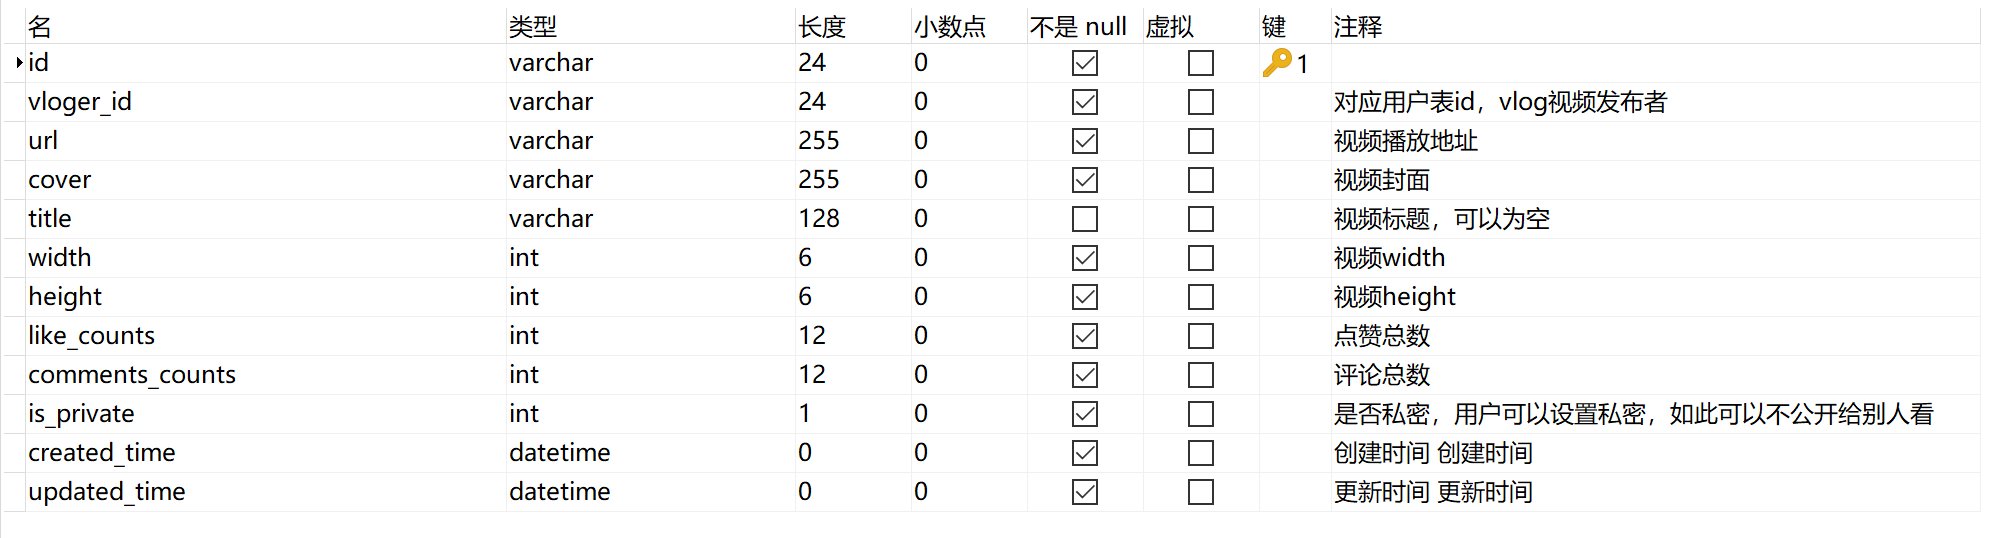 名 类型 长度 小数点 不是 null 虚拟 键 注释
id varchar 24 0 1
vloger_id varchar 24 0 对应用户表id，vlog视频发布者
url varchar 255 0 视频播放地址
cover varchar 255 0 视频封面
title varchar 128 0 视频标题，可以为空
width int 6 0 视频width
height int 6 0 视频height
like_counts int 12 0 点赞总数
comments_counts int 12 0 评论总数
is_private int 1 0 是否私密，用户可以设置私密，如此可以不公开给别人看
created_time datetime 0 0 创建时间 创建时间
updated_time datetime 0 0 更新时间 更新时间